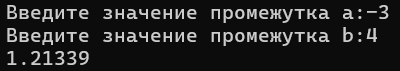 Введите значение промежутка a:-3
Введите значение промежутка b:4
1.21339